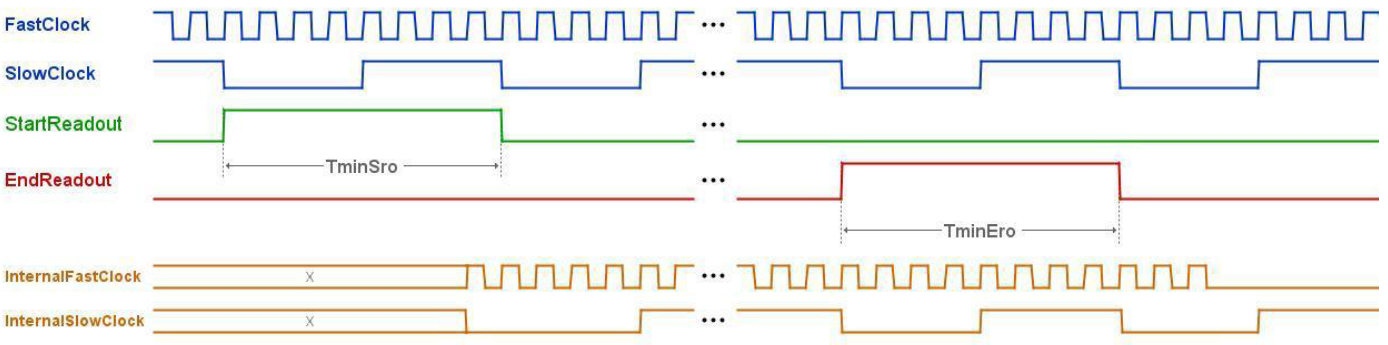 FastClock
...
SlowClock
...
StartReadout
...
TminSro
EndReadout
...
TminEro
InternalFastClock
X
...
InternalSlowClock
X
...